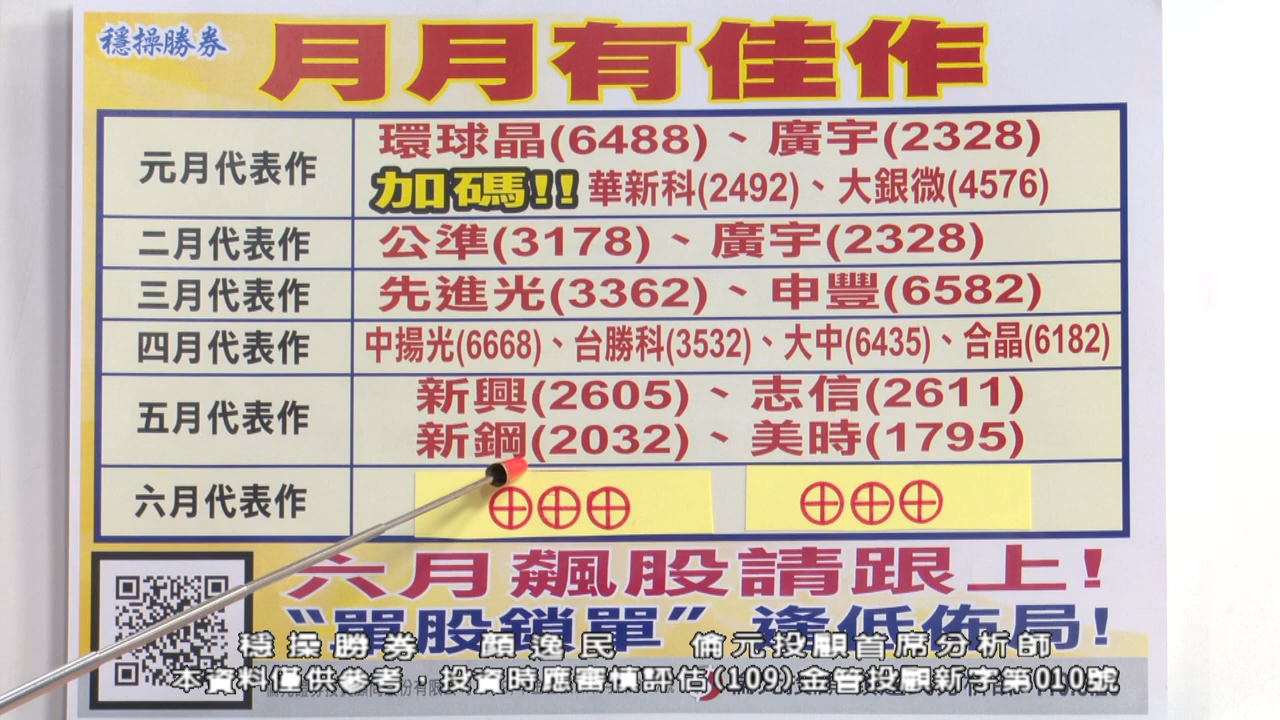 穩操勝券
月月有佳作
元月代表作
環球晶(6488)、廣宇(2328)
加碼!! 華新科(2492)、大銀微(4576)
二月代表作
公準(3178)、廣宇(2328)
三月代表作
先進光(3362)、申豐(6582)
四月代表作
中揚光(6668)、台勝科(3532)、大中(6435)、合晶(6182)
五月代表作
新興(2605)、志信(2611)
新鋼(2032)、美時(1795)
六月代表作
六月飆股請跟上!
“單股鎖單”逢低佈局!
穩操勝券 顏逸民 倫元投顧首席分析師
本資料僅供參考，投資時應審慎評估(109)金管投顧新字第010號